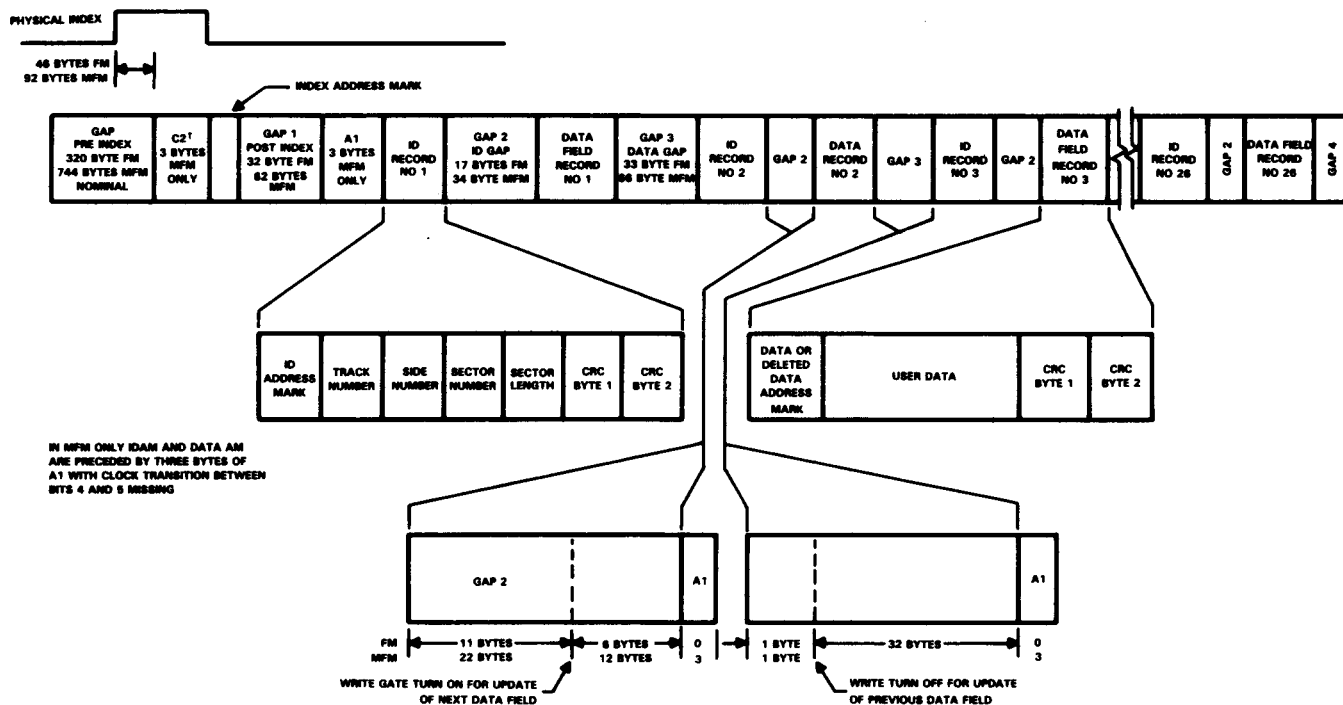 PHYSICAL INDEX
46 BYTES FM
92 BYTES MFM
INDEX ADDRESS MARK
GAP
PRE INDEX
320 BYTE FM
744 BYTES MFM
NOMINAL
C2†
3 BYTES
MFM
ONLY
GAP 1
POST INDEX
32 BYTE FM
62 BYTES
MFM
A1
3 BYTES
MFM
ONLY
ID
RECORD
NO 1
GAP 2
ID GAP
17 BYTES FM
34 BYTE MFM
DATA
FIELD
RECORD
NO 1
GAP 3
DATA GAP
33 BYTE FM
66 BYTE MFM
ID
RECORD
NO 2
GAP 2
DATA
RECORD
NO 2
GAP 3
ID
RECORD
NO 3
GAP 2
DATA
FIELD
RECORD
NO 3
ID
RECORD
NO 26
GAP 2
DATA FIELD
RECORD
NO 26
GAP 4
ID
ADDRESS
MARK
TRACK
NUMBER
SIDE
NUMBER
SECTOR
NUMBER
SECTOR
LENGTH
CRC
BYTE 1
CRC
BYTE 2
DATA OR
DELETED
DATA
ADDRESS
MARK
USER DATA
CRC
BYTE 1
CRC
BYTE 2
IN MFM ONLY IDAM AND DATA AM
ARE PRECEDED BY THREE BYTES OF
A1 WITH CLOCK TRANSITION BETWEEN
BITS 4 AND 5 MISSING
GAP 2
A1
A1
FM 11 BYTES 6 BYTES 0 1 BYTE 32 BYTES 0
MFM 22 BYTES 12 BYTES 3 1 BYTE 3
WRITE GATE TURN ON FOR UPDATE
OF NEXT DATA FIELD
WRITE TURN OFF FOR UPDATE
OF PREVIOUS DATA FIELD